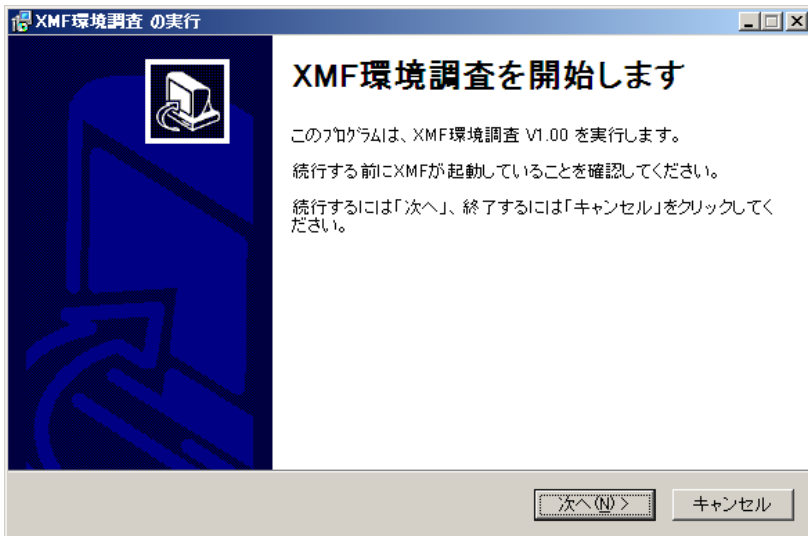 XMF環境調査 の実行
XMF環境調査を開始します
このﾌﾟﾛｸﾞﾗﾑは、XMF環境調査 V1.00 を実行します。
続行する前にXMFが起動していることを確認してください。
続行するには「次へ」、終了するには「キャンセル」をクリックしてく
ださい。
次へ(N) >
キャンセル